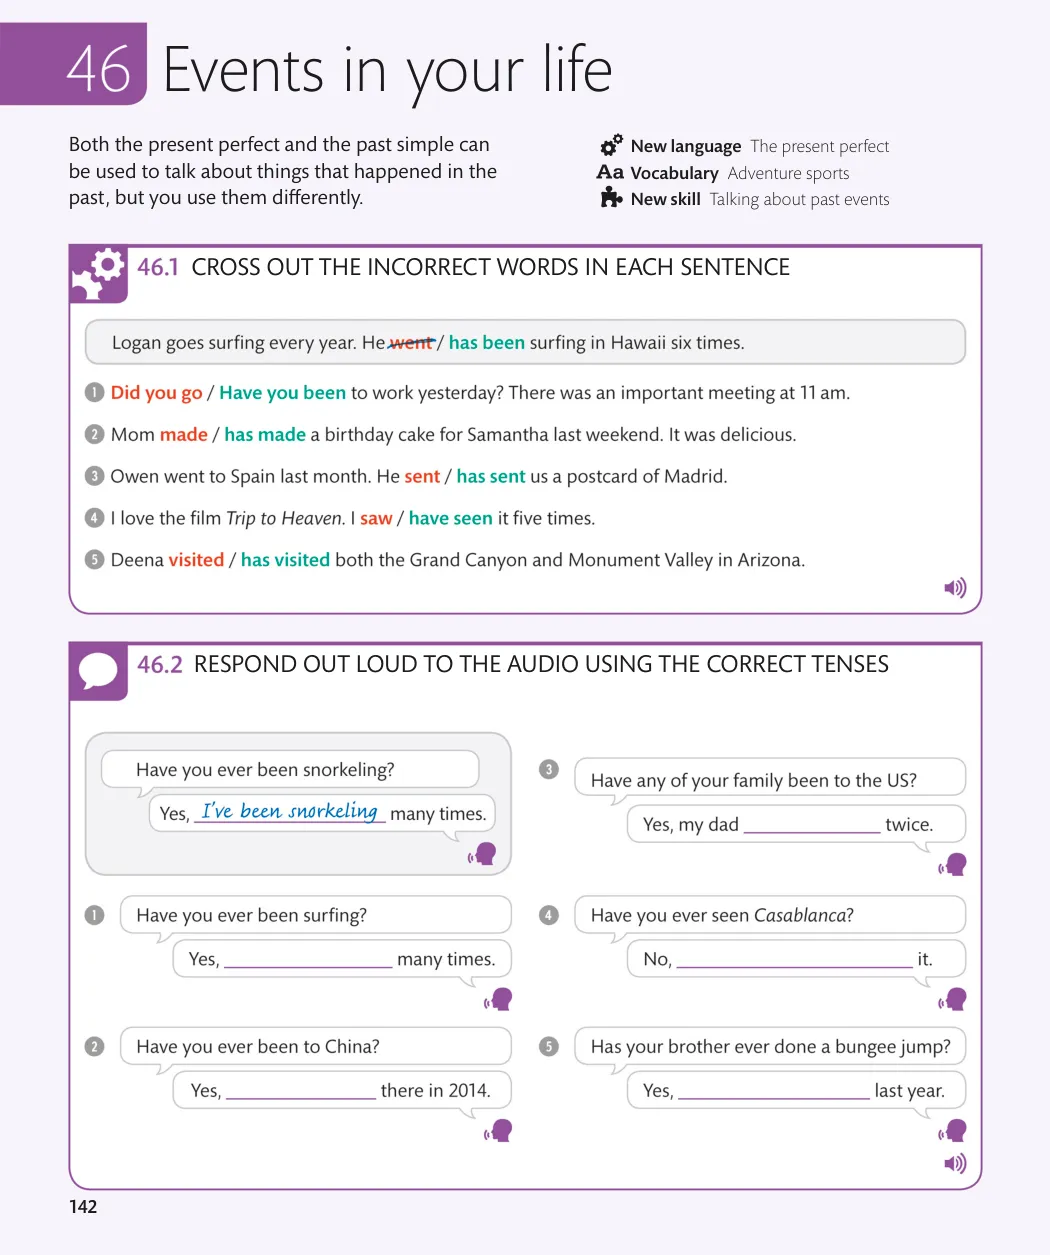 46 Events in your life
Both the present perfect and the past simple can
be used to talk about things that happened in the
past, but you use them differently.
New language The present perfect
Aa Vocabulary Adventure sports
New skill Talking about past events
46.1 CROSS OUT THE INCORRECT WORDS IN EACH SENTENCE
Logan goes surfing every year. He went / has been surfing in Hawaii six times.
1 Did you go / Have you been to work yesterday? There was an important meeting at 11 am.
2 Mom made / has made a birthday cake for Samantha last weekend. It was delicious.
3 Owen went to Spain last month. He sent / has sent us a postcard of Madrid.
4 I love the film Trip to Heaven. I saw / have seen it five times.
5 Deena visited / has visited both the Grand Canyon and Monument Valley in Arizona.
46.2 RESPOND OUT LOUD TO THE AUDIO USING THE CORRECT TENSES
Have you ever been snorkeling?
Yes, I've been snorkeling many times.
1 Have you ever been surfing?
Yes, ________________ many times.
2 Have you ever been to China?
Yes, ________________ there in 2014.
3 Have any of your family been to the US?
Yes, my dad ________________ twice.
4 Have you ever seen Casablanca?
No, ________________ it.
5 Has your brother ever done a bungee jump?
Yes, ________________ last year.
142